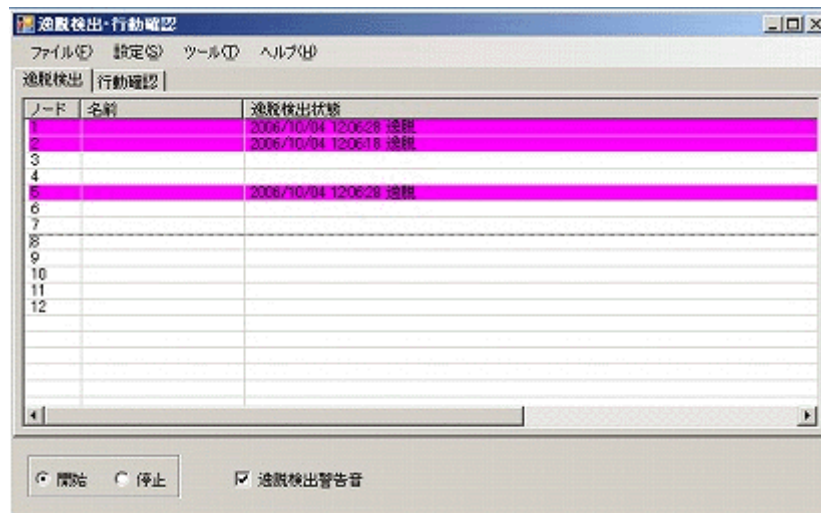 逸脱検出・行動確認
ファイル(F) 設定(S) ツール(T) ヘルプ(H)
逸脱検出 行動確認
ノード 名前 逸脱検出状態
1 2006/10/04 12:06:28 逸脱
2 2006/10/04 12:06:18 逸脱
3
4
5 2006/10/04 12:06:29 逸脱
6
7
8
9
10
11
12
開始 停止 逸脱検出警告音